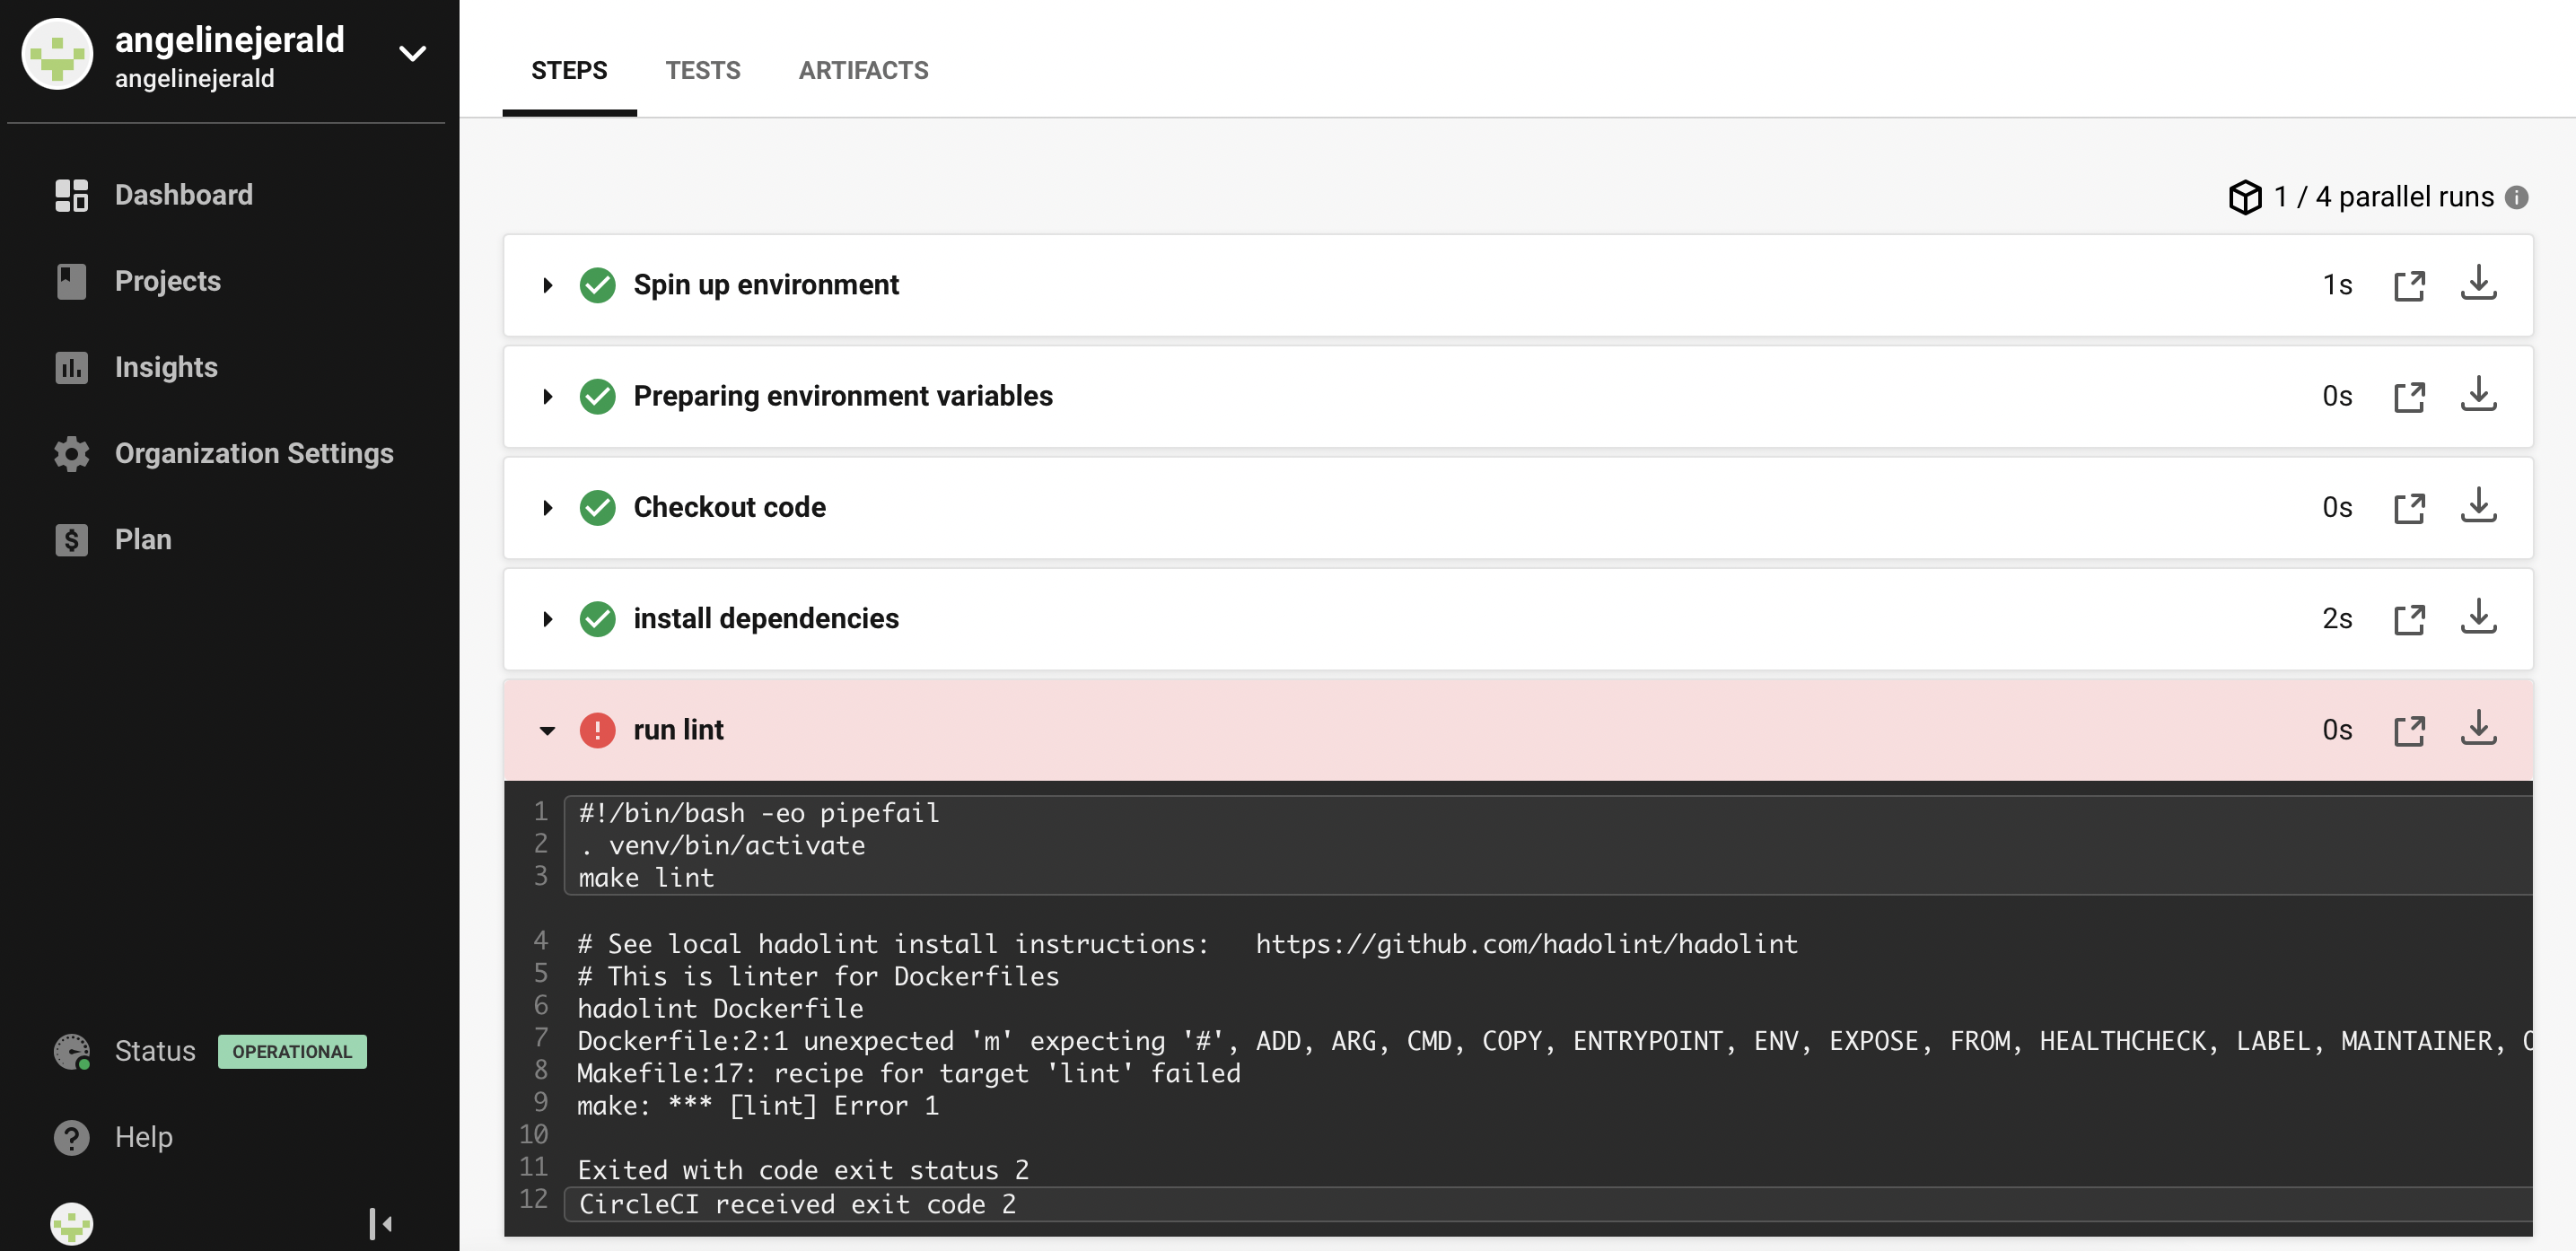 angelinejerald
angelinejerald
Dashboard
Projects
Insights
Organization Settings
Plan
Status OPERATIONAL
Help
STEPS TESTS ARTIFACTS
1 / 4 parallel runs
Spin up environment 1s
Preparing environment variables 0s
Checkout code 0s
install dependencies 2s
run lint 0s
1 #!/bin/bash -eo pipefail
2 . venv/bin/activate
3 make lint
4 # See local hadolint install instructions:   https://github.com/hadolint/hadolint
5 # This is linter for Dockerfiles
6 hadolint Dockerfile
7 Dockerfile:2:1 unexpected 'm' expecting '#', ADD, ARG, CMD, COPY, ENTRYPOINT, ENV, EXPOSE, FROM, HEALTHCHECK, LABEL, MAINTAINER,
8 Makefile:17: recipe for target 'lint' failed
9 make: *** [lint] Error 1
10
11 Exited with code exit status 2
12 CircleCI received exit code 2